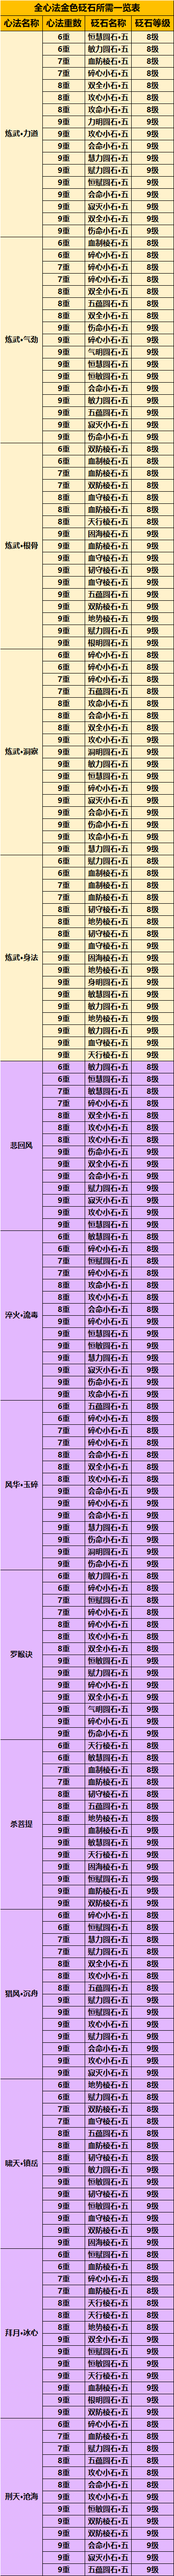 全心法金色砭石所需一览表
心法名称 心法重数 砭石名称 砭石等级
炼武·力道
6重 恒慧圆石·五 8级
6重 敏力圆石·五 8级
7重 血防棱石·五 8级
7重 碎心小石·五 8级
8重 双全小石·五 8级
8重 攻心小石·五 8级
8重 攻命小石·五 8级
9重 力明圆石·五 9级
9重 攻心小石·五 9级
9重 会命小石·五 9级
9重 慧力圆石·五 9级
9重 赋力圆石·五 9级
9重 恒赋圆石·五 9级
9重 会命小石·五 9级
9重 寂灭小石·五 9级
9重 双全小石·五 9级
9重 伤命小石·五 9级
炼武·气劲
6重 血制棱石·五 8级
6重 碎心小石·五 8级
7重 碎心小石·五 8级
7重 碎心小石·五 8级
8重 双全小石·五 8级
8重 五蕴圆石·五 8级
8重 双全小石·五 8级
9重 伤命小石·五 9级
9重 碎心小石·五 9级
9重 气明圆石·五 9级
9重 恒慧圆石·五 9级
9重 恒敏圆石·五 9级
9重 会命小石·五 9级
9重 敏力圆石·五 9级
9重 五蕴圆石·五 9级
9重 寂灭小石·五 9级
9重 伤命小石·五 9级
炼武·根骨
6重 双防棱石·五 8级
6重 血制棱石·五 8级
7重 血防棱石·五 8级
7重 双防棱石·五 8级
8重 血守棱石·五 8级
8重 血防棱石·五 8级
8重 天行棱石·五 8级
9重 因海棱石·五 9级
9重 血防棱石·五 9级
9重 血守棱石·五 9级
9重 韧守棱石·五 9级
9重 血守棱石·五 9级
9重 五蕴圆石·五 9级
9重 双防棱石·五 9级
9重 地势棱石·五 9级
9重 赋力圆石·五 9级
9重 根明圆石·五 9级
炼武·洞察
6重 碎心小石·五 8级
6重 碎心小石·五 8级
7重 碎心小石·五 8级
7重 五蕴圆石·五 8级
8重 攻命小石·五 8级
8重 会命小石·五 8级
8重 双全小石·五 8级
9重 攻心小石·五 9级
9重 洞明圆石·五 9级
9重 敏力圆石·五 9级
9重 恒慧圆石·五 9级
9重 碎心小石·五 9级
9重 寂灭小石·五 9级
9重 会命小石·五 9级
9重 伤命小石·五 9级
9重 攻命小石·五 9级
9重 慧力圆石·五 9级
炼武·身法
6重 赋力圆石·五 8级
6重 血制棱石·五 8级
7重 血制棱石·五 8级
7重 血防棱石·五 8级
8重 韧守棱石·五 8级
8重 地势棱石·五 8级
8重 韧守棱石·五 8级
9重 血守棱石·五 9级
9重 因海棱石·五 9级
9重 地势棱石·五 9级
9重 身明圆石·五 9级
9重 敏慧圆石·五 9级
9重 敏力圆石·五 9级
9重 地势棱石·五 9级
9重 敏力圆石·五 9级
9重 血守棱石·五 9级
9重 天行棱石·五 9级
悲回风
6重 敏力圆石·五 8级
6重 恒慧圆石·五 8级
7重 敏慧圆石·五 8级
7重 碎心小石·五 8级
8重 双全小石·五 8级
8重 攻心小石·五 8级
8重 攻心小石·五 8级
9重 伤命小石·五 9级
9重 双全小石·五 9级
9重 会命小石·五 9级
9重 赋力圆石·五 9级
9重 寂灭小石·五 9级
9重 攻心小石·五 9级
9重 恒慧圆石·五 9级
淬火·流毒
6重 敏慧圆石·五 8级
6重 碎心小石·五 8级
7重 恒赋圆石·五 8级
7重 碎心小石·五 8级
8重 攻命小石·五 8级
8重 攻心小石·五 8级
8重 会命小石·五 8级
9重 碎心小石·五 9级
9重 恒慧圆石·五 9级
9重 恒敏圆石·五 9级
9重 慧力圆石·五 9级
9重 寂灭小石·五 9级
9重 伤命小石·五 9级
9重 攻命小石·五 9级
风华·玉碎
6重 五蕴圆石·五 8级
6重 碎心小石·五 8级
7重 碎心小石·五 8级
7重 碎心小石·五 8级
8重 会命小石·五 8级
8重 双全小石·五 8级
8重 攻心小石·五 8级
9重 会命小石·五 9级
9重 碎心小石·五 9级
9重 会命小石·五 9级
9重 慧力圆石·五 9级
9重 伤命小石·五 9级
9重 洞明圆石·五 9级
9重 伤命小石·五 9级
罗睺诀
6重 敏力圆石·五 8级
6重 碎心小石·五 8级
7重 恒赋圆石·五 8级
7重 碎心小石·五 8级
8重 碎心小石·五 8级
8重 攻心小石·五 8级
8重 双全小石·五 8级
9重 恒敏圆石·五 9级
9重 赋力圆石·五 9级
9重 碎心小石·五 9级
9重 双全小石·五 9级
9重 气明圆石·五 9级
9重 碎心小石·五 9级
9重 伤命小石·五 9级
杀菩提
6重 天行棱石·五 8级
6重 敏慧圆石·五 8级
7重 血制棱石·五 8级
7重 血防棱石·五 8级
8重 韧守棱石·五 8级
8重 五蕴圆石·五 8级
8重 地势棱石·五 8级
9重 血制棱石·五 9级
9重 敏慧圆石·五 9级
9重 天行棱石·五 9级
9重 因海棱石·五 9级
9重 恒赋圆石·五 9级
9重 血防棱石·五 9级
9重 双防棱石·五 9级
猎风·沉舟
6重 碎心小石·五 8级
6重 恒赋圆石·五 8级
7重 慧力圆石·五 8级
7重 赋力圆石·五 8级
8重 双全小石·五 8级
8重 攻心小石·五 8级
8重 五蕴圆石·五 8级
9重 赋力圆石·五 9级
9重 恒赋圆石·五 9级
9重 攻心小石·五 9级
9重 赋力圆石·五 9级
9重 会命小石·五 9级
9重 攻心小石·五 9级
9重 寂灭小石·五 9级
啸天·镇岳
6重 地势棱石·五 8级
6重 赋力圆石·五 8级
7重 双防棱石·五 8级
7重 血守棱石·五 8级
8重 五蕴圆石·五 8级
8重 血防棱石·五 8级
8重 韧守棱石·五 8级
9重 敏力圆石·五 9级
9重 恒敏圆石·五 9级
9重 韧守棱石·五 9级
9重 恒敏圆石·五 9级
9重 血守棱石·五 9级
9重 双防棱石·五 9级
9重 因海棱石·五 9级
拜月·冰心
6重 恒赋圆石·五 8级
6重 血防棱石·五 8级
7重 碎心小石·五 8级
7重 血防棱石·五 8级
8重 天行棱石·五 8级
8重 天行棱石·五 8级
8重 地势棱石·五 8级
9重 双全小石·五 9级
9重 恒赋圆石·五 9级
9重 恒敏圆石·五 9级
9重 天行棱石·五 9级
9重 血制棱石·五 9级
9重 根明圆石·五 9级
9重 双防棱石·五 9级
刑天·沧海
6重 碎心小石·五 8级
7重 血防棱石·五 8级
7重 赋力圆石·五 8级
8重 五蕴圆石·五 8级
8重 攻心小石·五 8级
8重 会命小石·五 8级
9重 攻心小石·五 9级
9重 恒敏圆石·五 9级
9重 双防棱石·五 9级
9重 双防棱石·五 9级
9重 会命小石·五 9级
9重 寂灭小石·五 9级
9重 五蕴圆石·五 9级